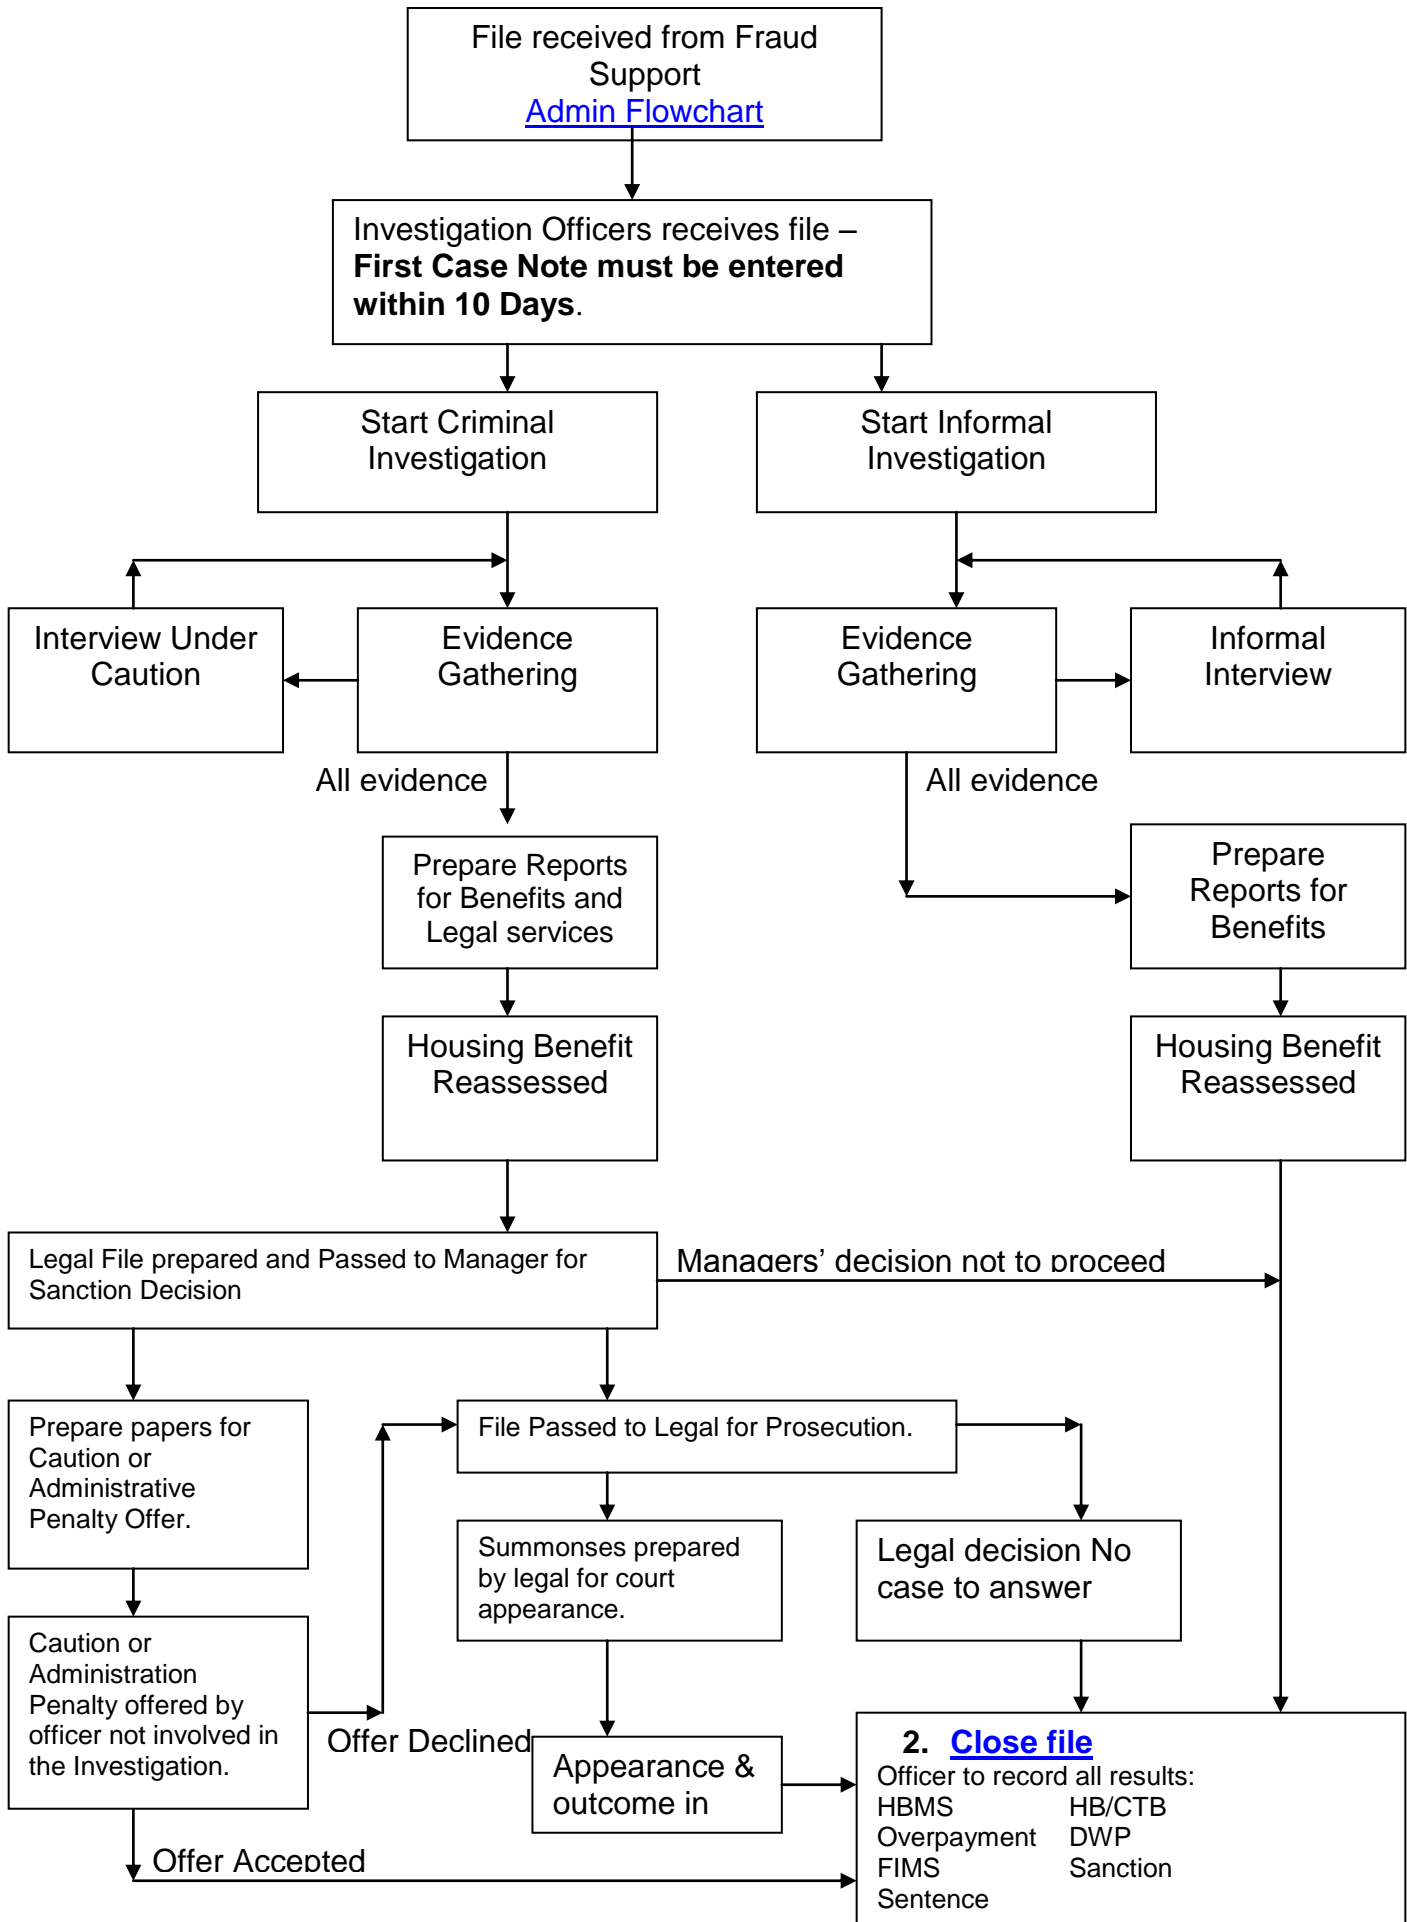 File received from Fraud
Support
Admin Flowchart
Investigation Officers receives file –
First Case Note must be entered
within 10 Days.
Start Criminal
Investigation
Start Informal
Investigation
Interview Under
Caution
Evidence
Gathering
Evidence
Gathering
Informal
Interview
All evidence
All evidence
Prepare Reports
for Benefits and
Legal services
Prepare
Reports for
Benefits
Housing Benefit
Reassessed
Housing Benefit
Reassessed
Legal File prepared and Passed to Manager for
Sanction Decision
Managers' decision not to proceed
Prepare papers for
Caution or
Administrative
Penalty Offer.
File Passed to Legal for Prosecution.
Summonses prepared
by legal for court
appearance.
Legal decision No
case to answer
Caution or
Administration
Penalty offered by
officer not involved in
the Investigation.
Offer Declined
Appearance &
outcome in
2. Close file
Officer to record all results:
HBMS HB/CTB
Overpayment DWP
FIMS Sanction
Sentence
Offer Accepted